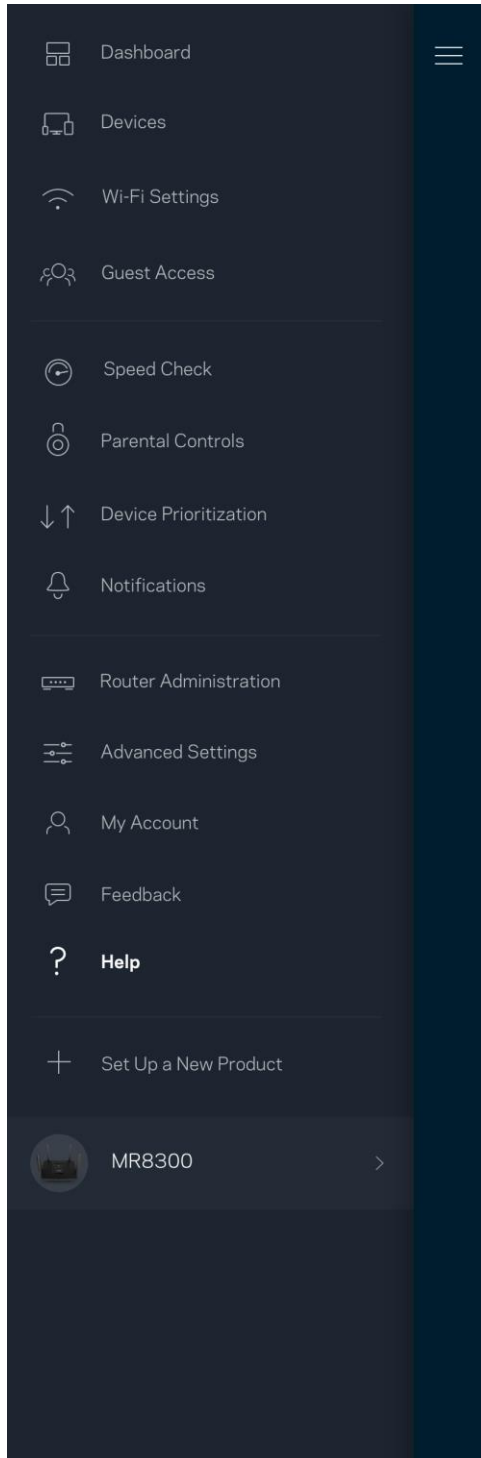 Dashboard
Devices
Wi-Fi Settings
Guest Access
Speed Check
Parental Controls
Device Prioritization
Notifications
Router Administration
Advanced Settings
My Account
Feedback
? Help
Set Up a New Product
MR8300